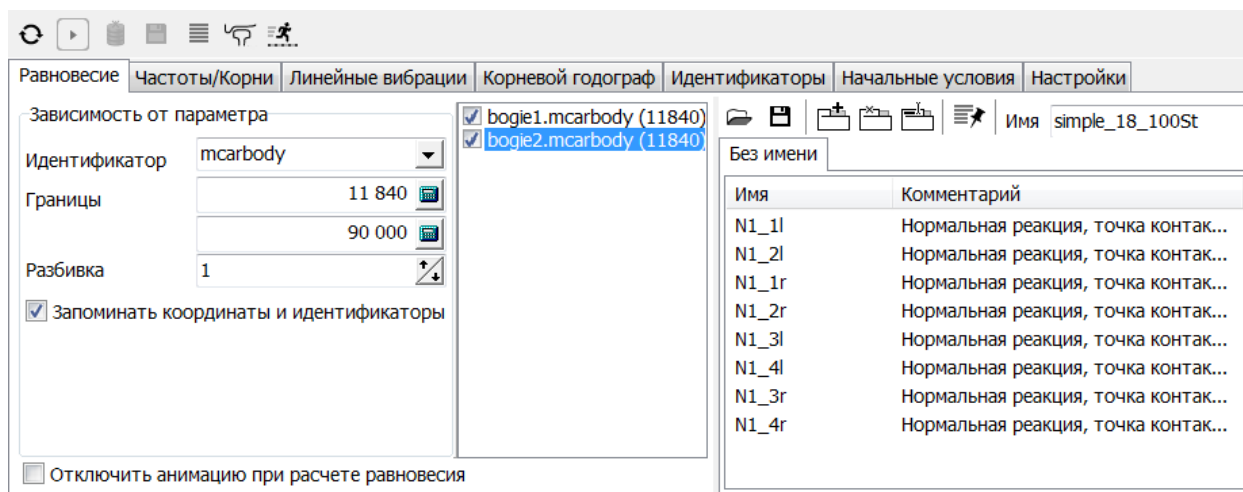 Равновесие Частоты/Корни Линейные вибрации Корневой годограф Идентификаторы Начальные условия Настройки
Зависимость от параметра
Идентификатор mcarbody
Границы 11 840
90 000
Разбивка 1
Запоминать координаты и идентификаторы
Отключить анимацию при расчете равновесия
bogie1.mcarbody (11840)
bogie2.mcarbody (11840)
Имя simple_18_100St
Без имени
Имя Комментарий
N1_1l Нормальная реакция, точка контак...
N1_2l Нормальная реакция, точка контак...
N1_1r Нормальная реакция, точка контак...
N1_2r Нормальная реакция, точка контак...
N1_3l Нормальная реакция, точка контак...
N1_4l Нормальная реакция, точка контак...
N1_3r Нормальная реакция, точка контак...
N1_4r Нормальная реакция, точка контак...